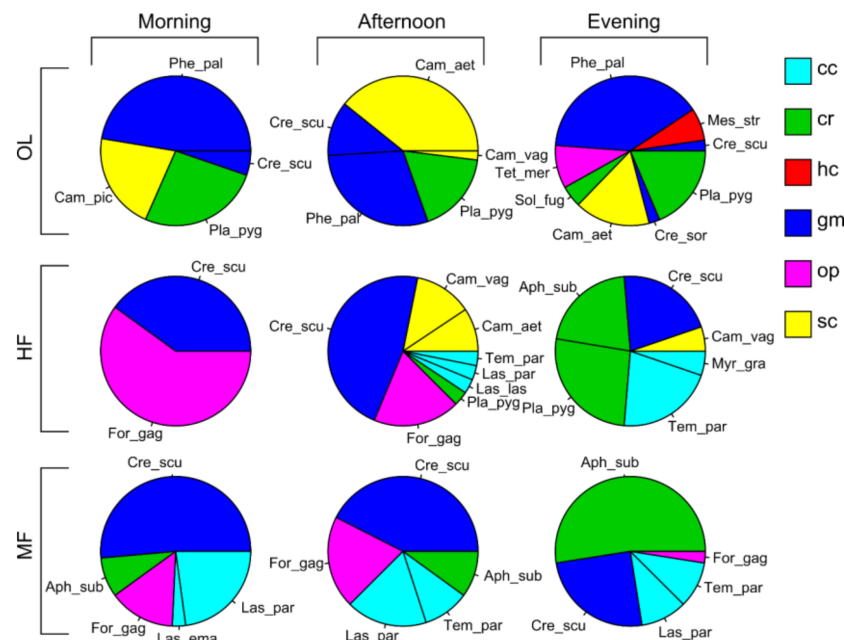 Morning
Afternoon
Evening
OL
Phe_pal
Cre_scu
Cam_pic
Pla_pyg
Cam_aet
Cre_scu
Cam_vag
Phe_pal
Pla_pyg
Phe_pal
Mes_str
Cre_scu
Tet_mer
Sol_fug
Pla_pyg
Cam_aet
Cre_sor
HF
Cre_scu
For_gag
Cam_vag
Cre_scu
Cam_aet
Tem_par
Las_par
Las_las
Pla_pyg
For_gag
Aph_sub
Cre_scu
Cam_vag
Myr_gra
Pla_pyg
Tem_par
MF
Cre_scu
Aph_sub
For_gag
Las_ema
Las_par
Cre_scu
For_gag
Aph_sub
Tem_par
Las_par
Aph_sub
For_gag
Tem_par
Cre_scu
Las_par
cc
cr
hc
gm
op
sc